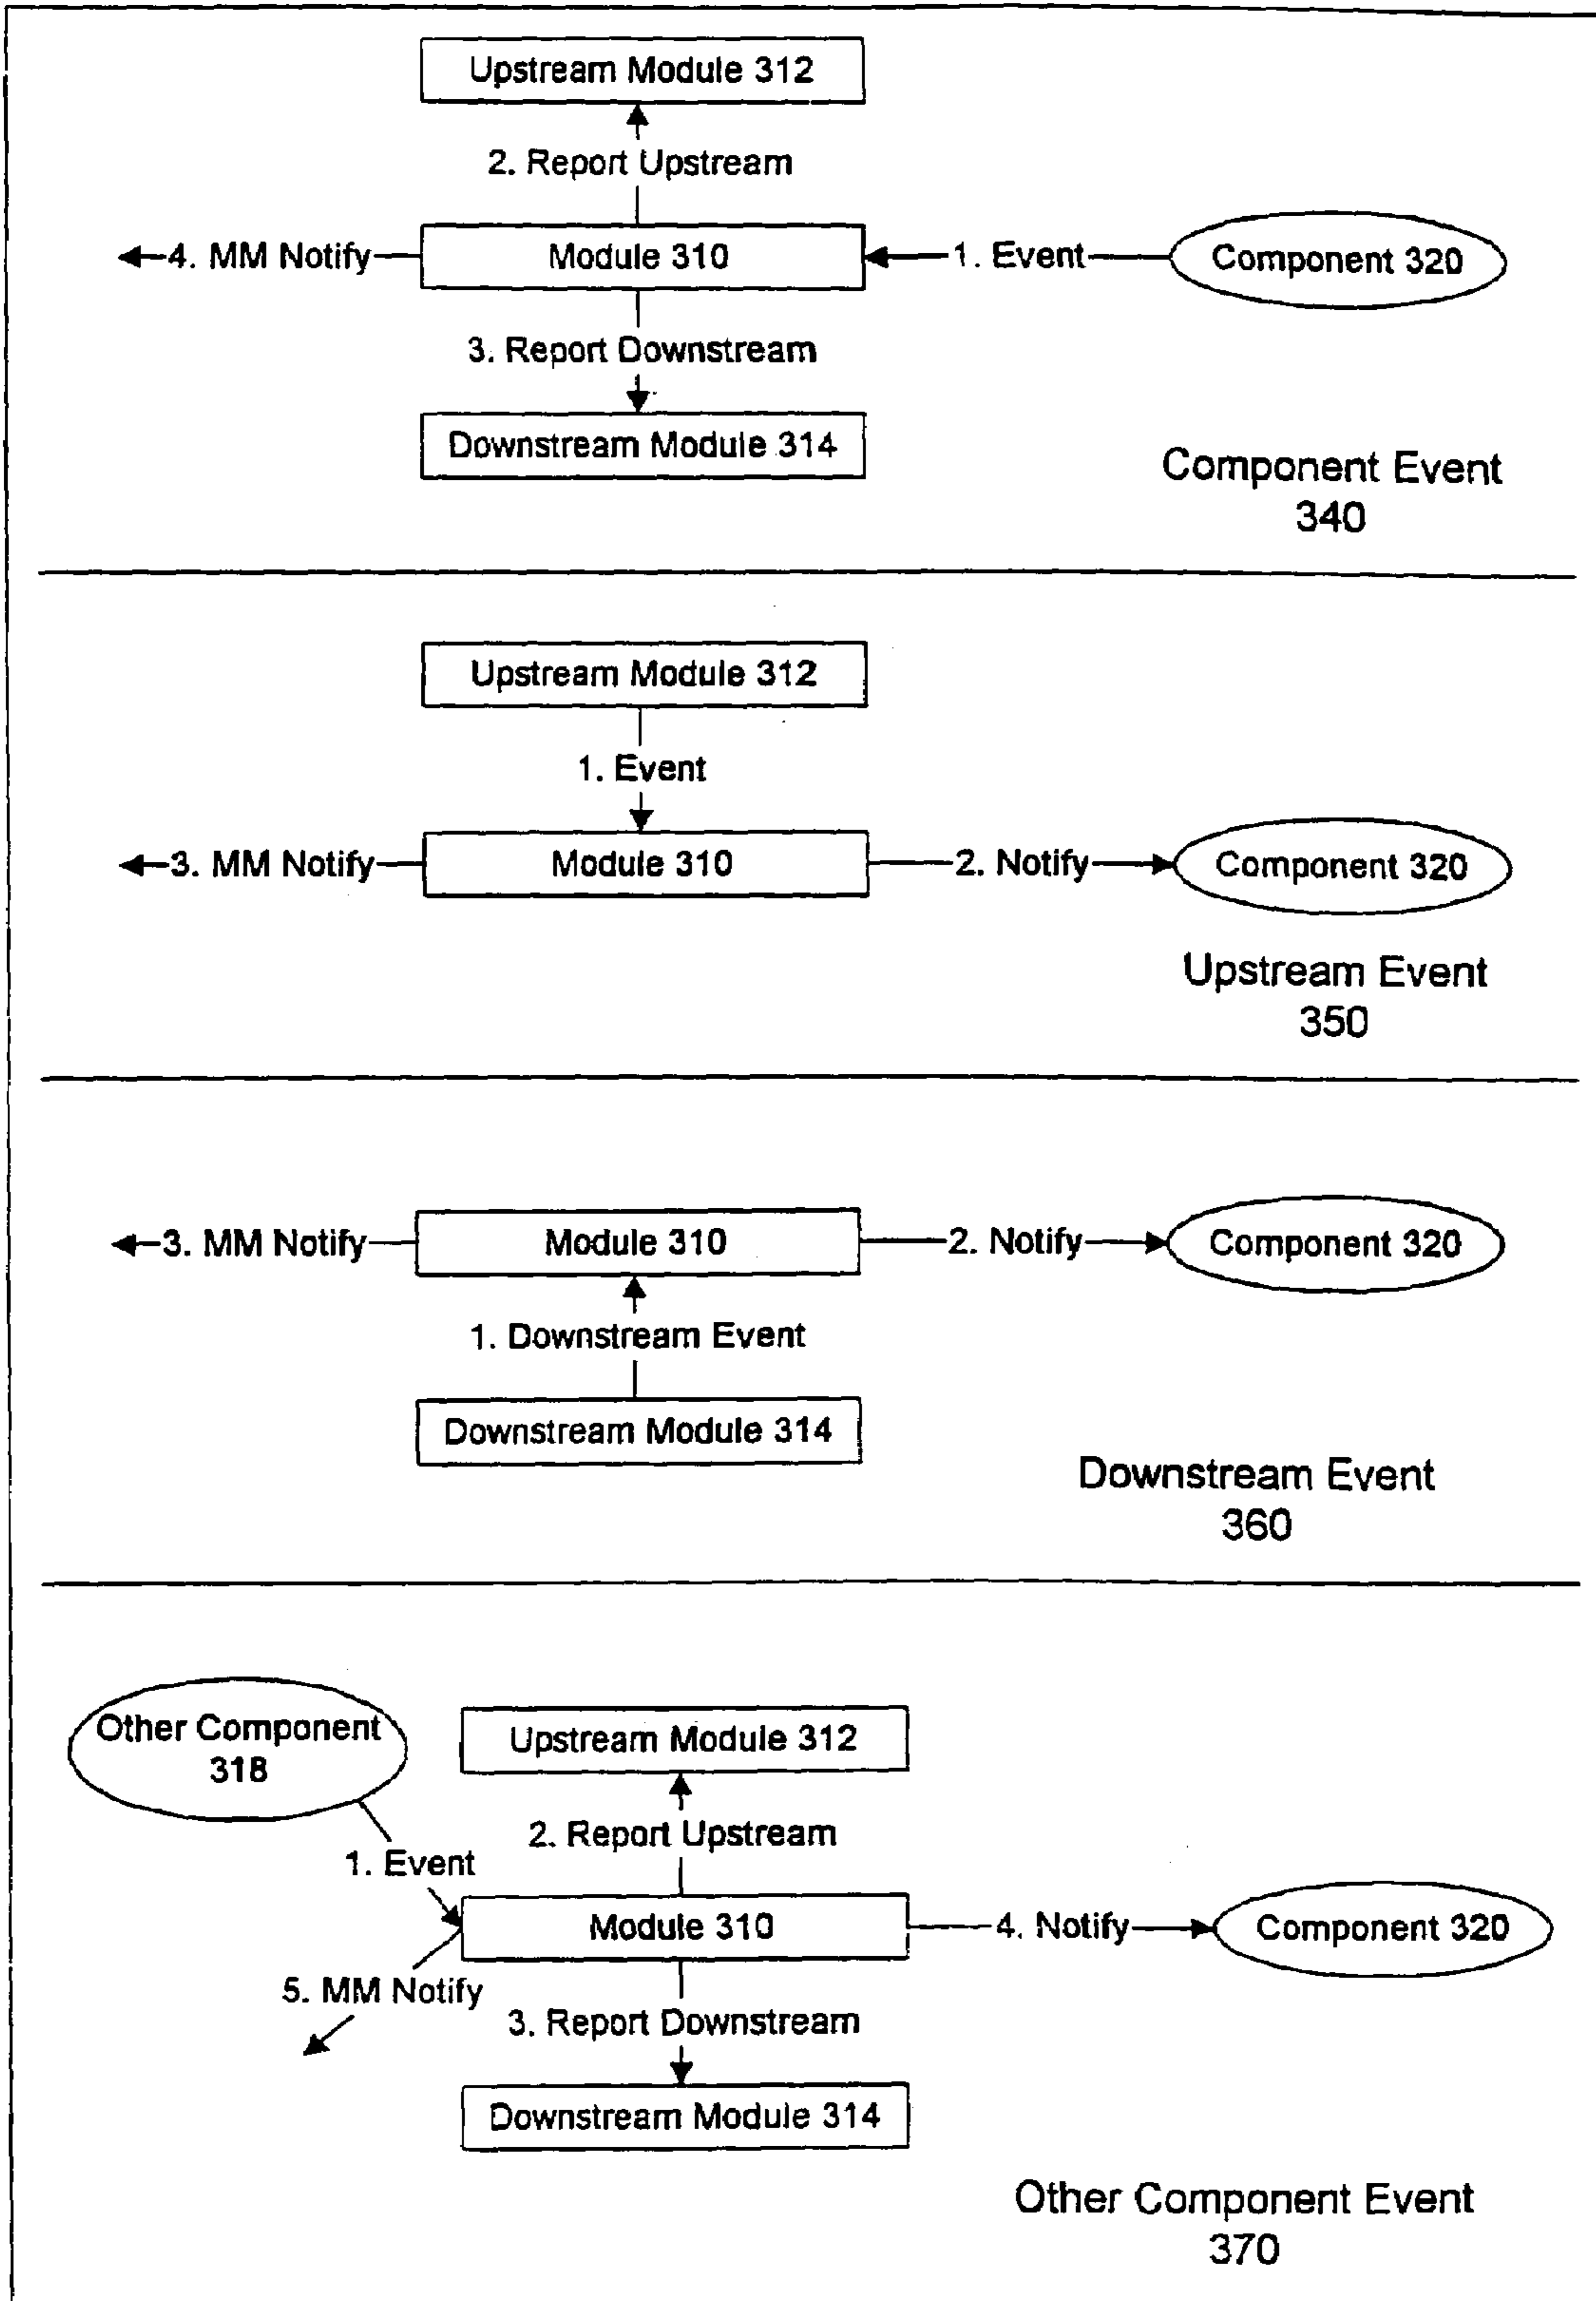 Upstream Module 312
2. Report Upstream
4. MM Notify
Module 310
1. Event
Component 320
3. Report Downstream
Downstream Module 314
Component Event
340
Upstream Module 312
1. Event
3. MM Notify
Module 310
2. Notify
Component 320
Upstream Event
350
3. MM Notify
Module 310
2. Notify
Component 320
1. Downstream Event
Downstream Module 314
Downstream Event
360
Other Component
318
Upstream Module 312
2. Report Upstream
1. Event
Module 310
4. Notify
Component 320
5. MM Notify
3. Report Downstream
Downstream Module 314
Other Component Event
370